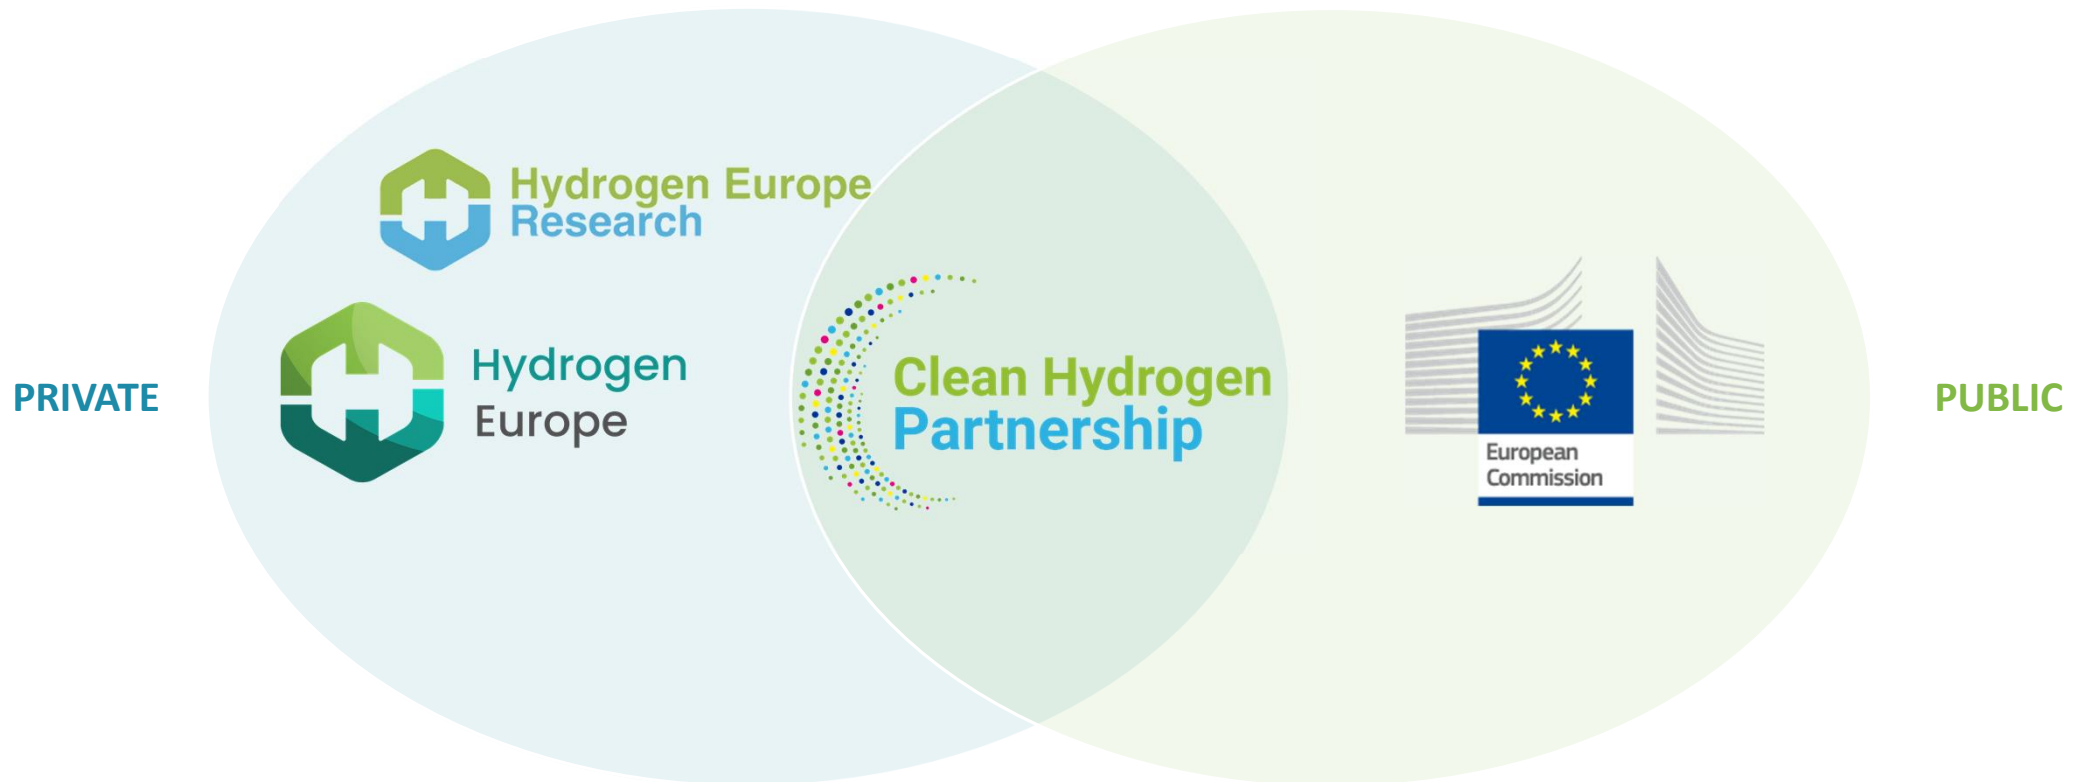 PRIVATE
Hydrogen Europe
Research
Hydrogen
Europe
Clean Hydrogen
Partnership
European
Commission
PUBLIC